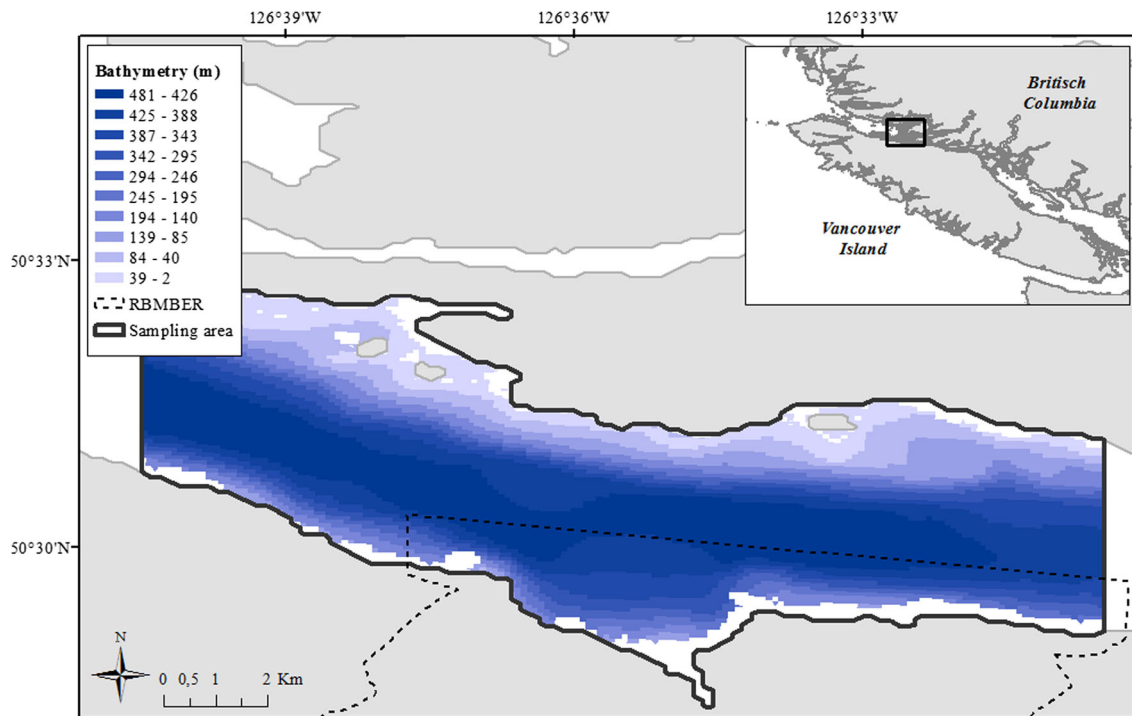 126°39'W 126°36'W 126°33'W
Bathymetry (m)
481 - 426
425 - 388
387 - 343
342 - 295
294 - 246
245 - 195
194 - 140
139 - 85
84 - 40
39 - 2
RBMBER
Sampling area
Britisch
Columbia
Vancouver
Island
50°33'N
50°30'N
N
0 0,5 1 2 Km